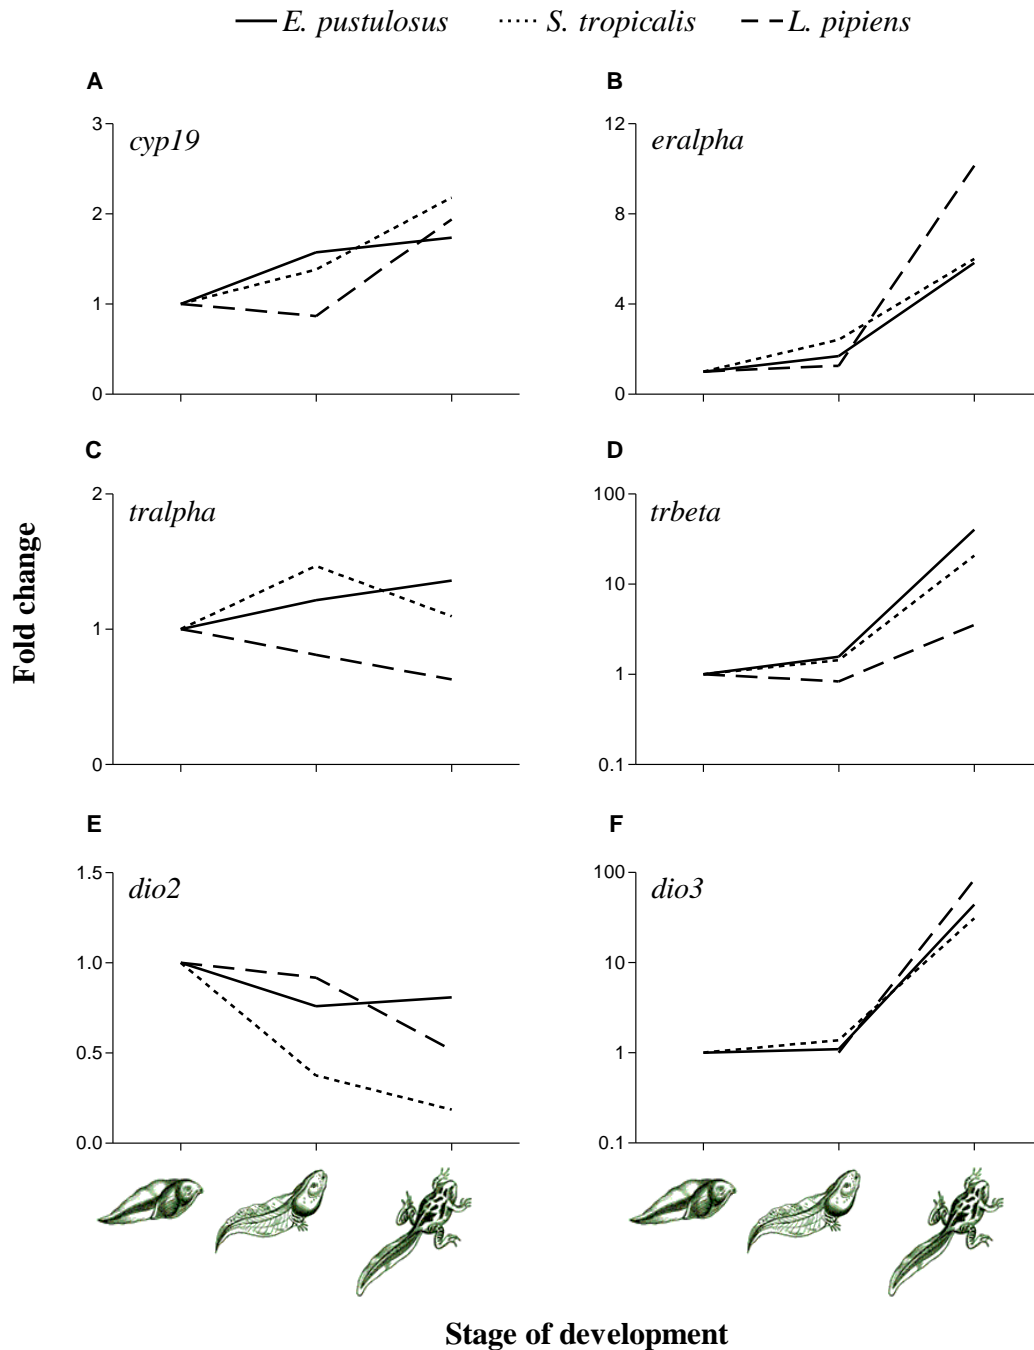 E. pustulosus S. tropicalis L. pipiens
A
3
2
1
0
cyp19
B
12
8
4
0
eralpha
C
2
1
0
tralpha
D
100
10
1
0.1
trbeta
E
1.5
1.0
0.5
0.0
dio2
F
100
10
1
0.1
dio3
Fold change
Stage of development